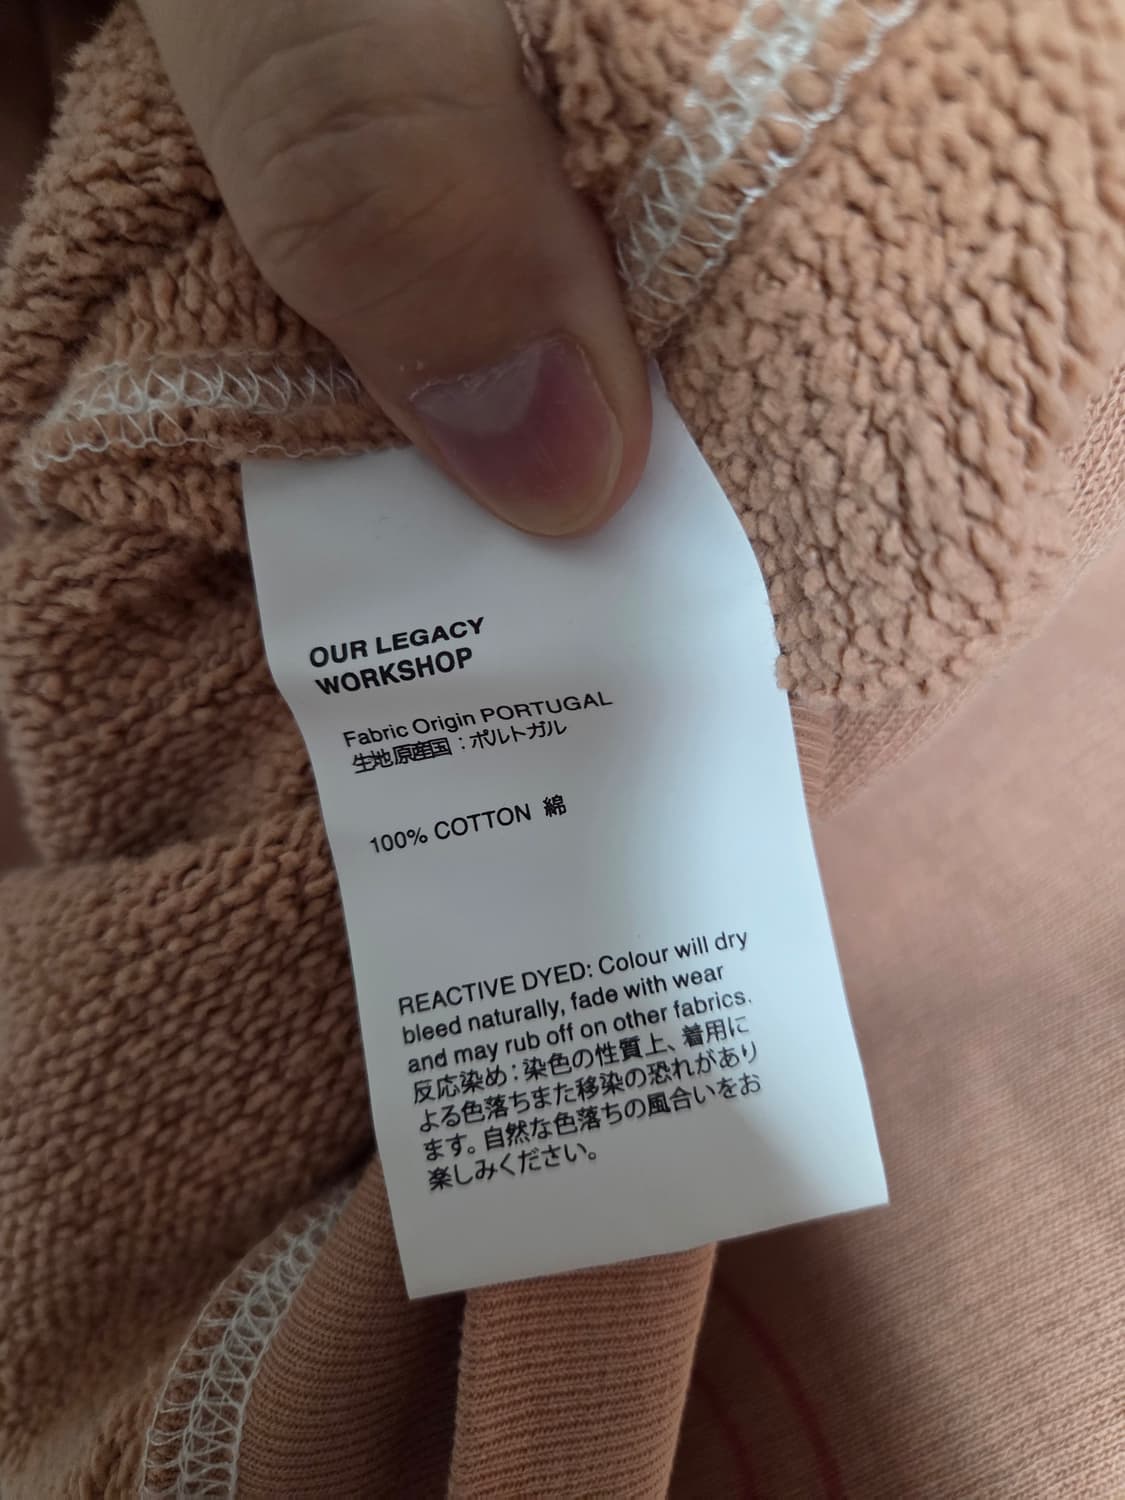 OUR LEGACY
WORKSHOP
Fabric Origin PORTUGAL
生地原産国：ポルトガル
100% COTTON 綿
REACTIVE DYED: Colour will dry
bleed naturally, fade with wear
and may rub off on other fabrics.
反応染め：染色の性質上、着用に
よる色落ちまた移染の恐れがあり
ます。自然な色落ちの風合いをお
楽しみください。